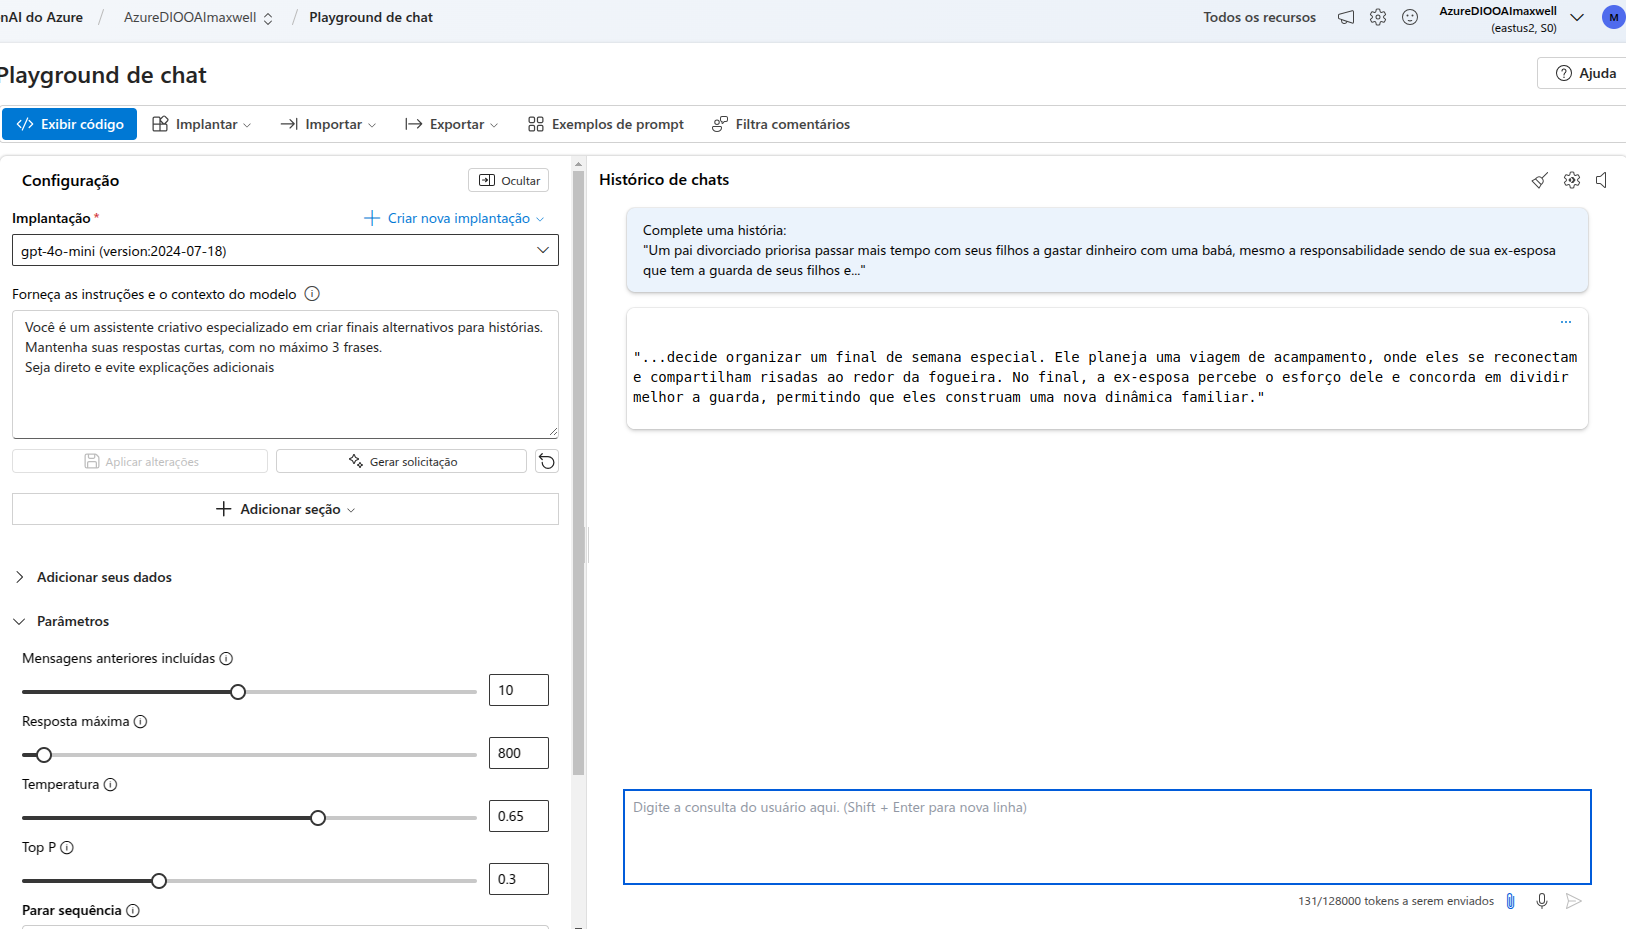 nAI do Azure / AzureDIOOAImaxwell / Playground de chat
Todos os recursos
AzureDIOOAImaxwell
(eastus2, S0)
M
Playground de chat
Ajuda
Exibir código
Implantar
Importar
Exportar
Exemplos de prompt
Filtra comentários
Configuração
Ocultar
Implantação *
Criar nova implantação
gpt-4o-mini (version:2024-07-18)
Forneça as instruções e o contexto do modelo
Você é um assistente criativo especializado em criar finais alternativos para histórias.
Mantenha suas respostas curtas, com no máximo 3 frases.
Seja direto e evite explicações adicionais
Aplicar alterações
Gerar solicitação
Adicionar seção
Adicionar seus dados
Parâmetros
Mensagens anteriores incluídas
10
Resposta máxima
800
Temperatura
0.65
Top P
0.3
Parar sequência
Histórico de chats
Complete uma história:
"Um pai divorciado priorisa passar mais tempo com seus filhos a gastar dinheiro com uma babá, mesmo a responsabilidade sendo de sua ex-esposa
que tem a guarda de seus filhos e..."
"...decide organizar um final de semana especial. Ele planeja uma viagem de acampamento, onde eles se reconectam
e compartilham risadas ao redor da fogueira. No final, a ex-esposa percebe o esforço dele e concorda em dividir
melhor a guarda, permitindo que eles construam uma nova dinâmica familiar."
Digite a consulta do usuário aqui. (Shift + Enter para nova linha)
131/128000 tokens a serem enviados